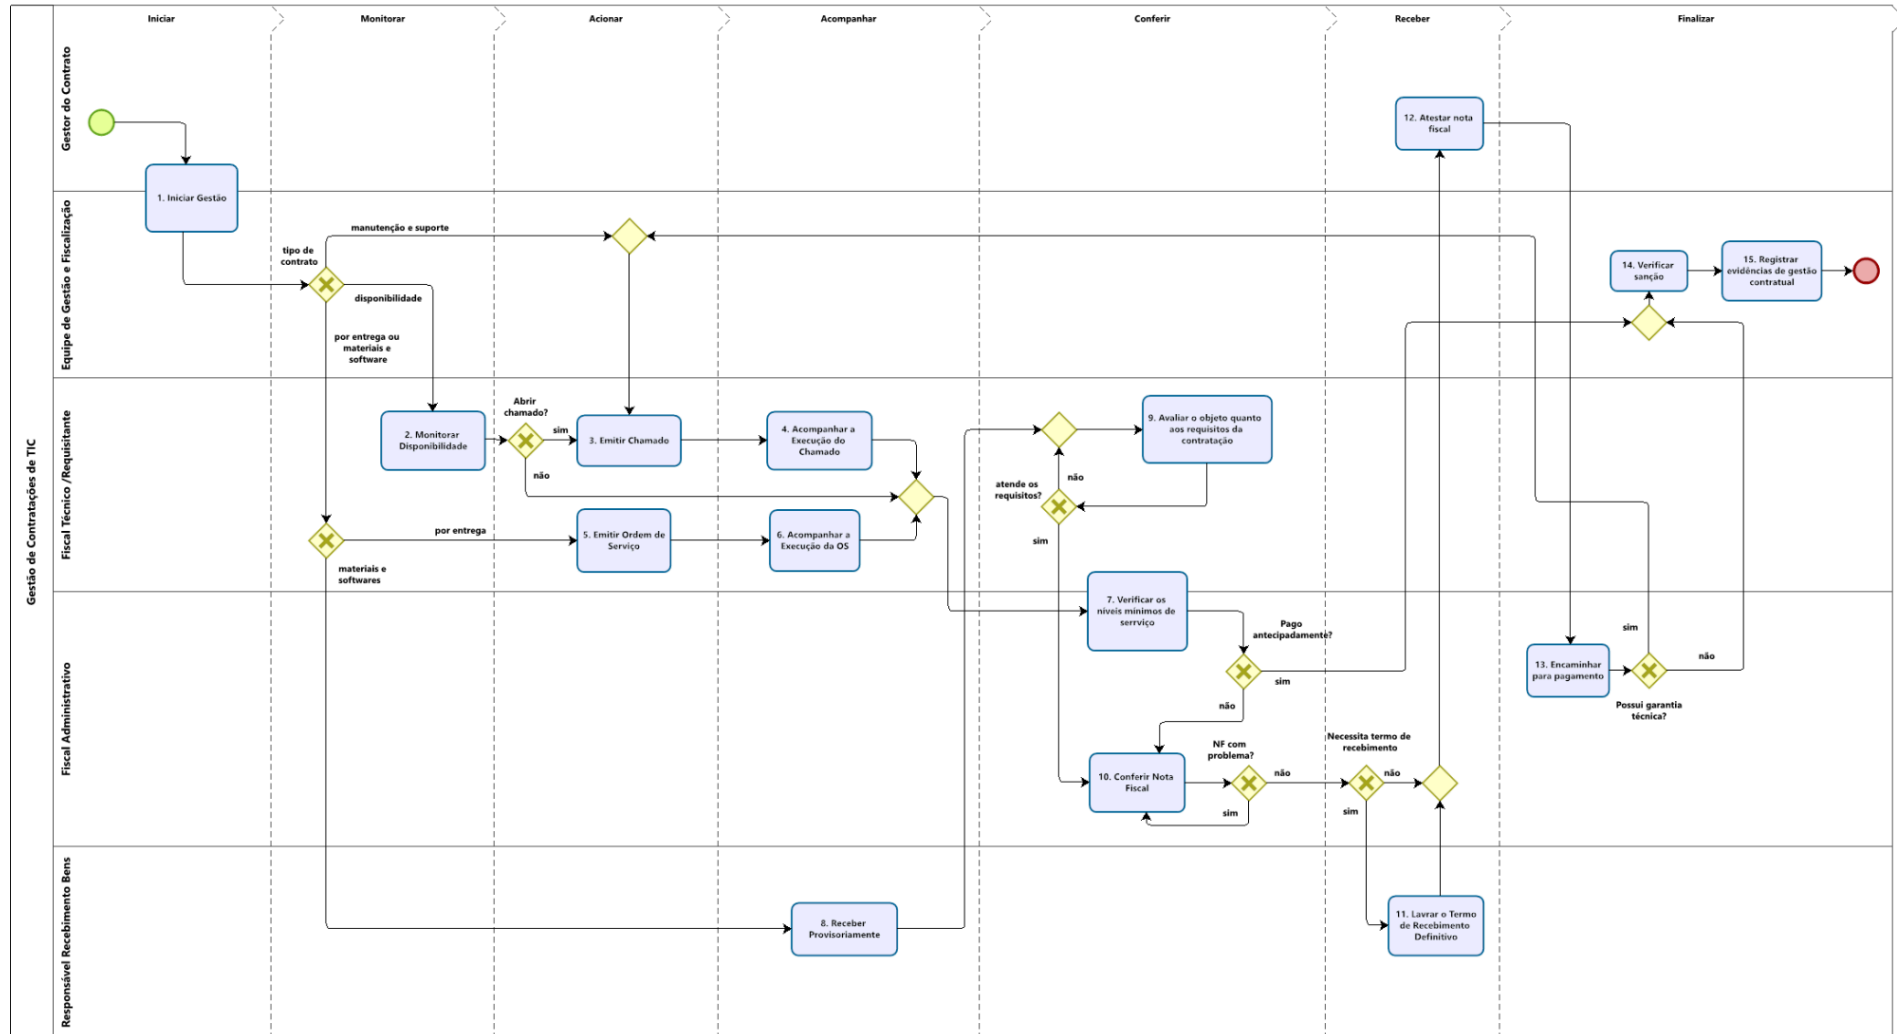 Iniciar
Monitorar
Acionar
Acompanhar
Conferir
Receber
Finalizar
Gestão de Contratações de TIC
Gestor do Contrato
1. Iniciar Gestão
12. Atestar nota
fiscal
Equipe de Gestão e Fiscalização
tipo de
contrato
manutenção e suporte
disponibilidade
por entrega ou
materiais e
software
14. Verificar
sanção
15. Registrar
evidências de gestão
contratual
Fiscal Técnico /Requisitante
2. Monitorar
Disponibilidade
Abrir
chamado?
sim
não
3. Emitir Chamado
4. Acompanhar a
Execução do
Chamado
por entrega
materiais e
softwares
5. Emitir Ordem de
Serviço
6. Acompanhar a
Execução da OS
9. Avaliar o objeto quanto
aos requisitos da
contratação
atende os
requisitos?
não
sim
7. Verificar os
níveis mínimos de
serrviço
Fiscal Administrativo
Pago
antecipadamente?
sim
não
10. Conferir Nota
Fiscal
NF com
problema?
não
sim
Necessita termo de
recebimento
não
sim
13. Encaminhar
para pagamento
sim
não
Possui garantia
técnica?
Responsável Recebimento Bens
8. Receber
Provisoriamente
11. Lavrar o Termo
de Recebimento
Definitivo